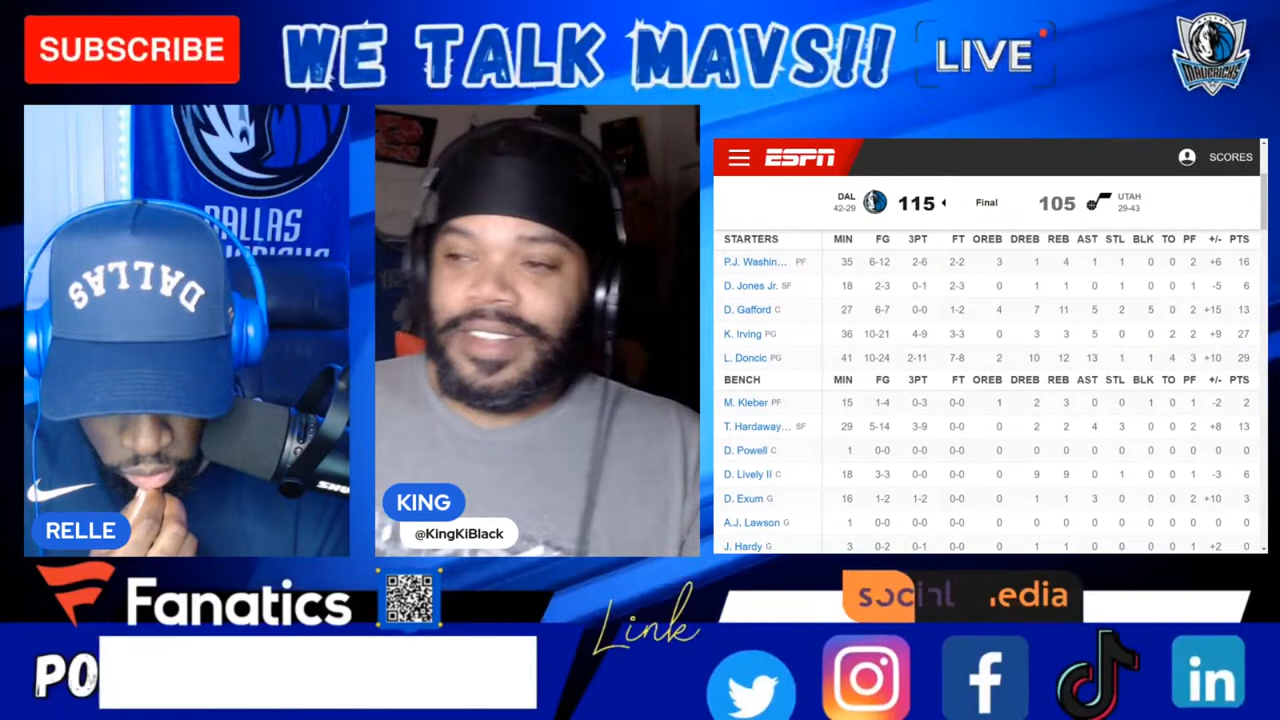 SUBSCRIBE
WE TALK MAVS!!
LIVE
MAVERICKS
DALLAS
DALLAS
RELLE
KING
@KingKiBlack
ESPN
SCORES
DAL
42-29
115
Final
105
UTAH
29-43
STARTERS MIN FG 3PT FT OREB DREB REB AST STL BLK TO PF +/- PTS
P.J. Washin... PF 35 6-12 2-6 2-2 3 1 4 1 1 0 0 2 +6 16
D. Jones Jr. SF 18 2-3 0-1 2-3 0 1 1 0 1 0 0 1 -5 6
D. Gafford C 27 6-7 0-0 1-2 4 7 11 5 2 5 0 2 +15 13
K. Irving PG 36 10-21 4-9 3-3 0 3 3 5 0 0 2 2 +9 27
L. Doncic PG 41 10-24 2-11 7-8 2 10 12 13 1 1 4 3 +10 29
BENCH MIN FG 3PT FT OREB DREB REB AST STL BLK TO PF +/- PTS
M. Kleber PF 15 1-4 0-3 0-0 1 2 3 0 0 1 0 1 -2 2
T. Hardaway... SF 29 5-14 3-9 0-0 0 2 2 4 3 0 0 2 +8 13
D. Powell C 1 0-0 0-0 0-0 0 0 0 0 0 0 0 0 0 0
D. Lively II C 18 3-3 0-0 0-0 0 9 9 0 1 0 0 1 -3 6
D. Exum G 16 1-2 1-2 0-0 0 1 1 3 0 0 0 2 +10 3
A.J. Lawson G 1 0-0 0-0 0-0 0 0 0 0 0 0 0 0 0 0
J. Hardy G 3 0-2 0-1 0-0 0 1 1 0 0 0 0 1 +2 0
Fanatics
Link
social .edia
PO
in